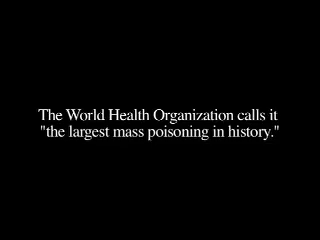 The World Health Organization calls it
"the largest mass poisoning in history."